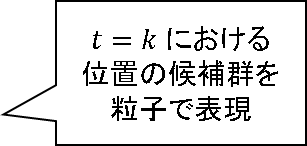 t = k における
位置の候補群を
粒子で表現